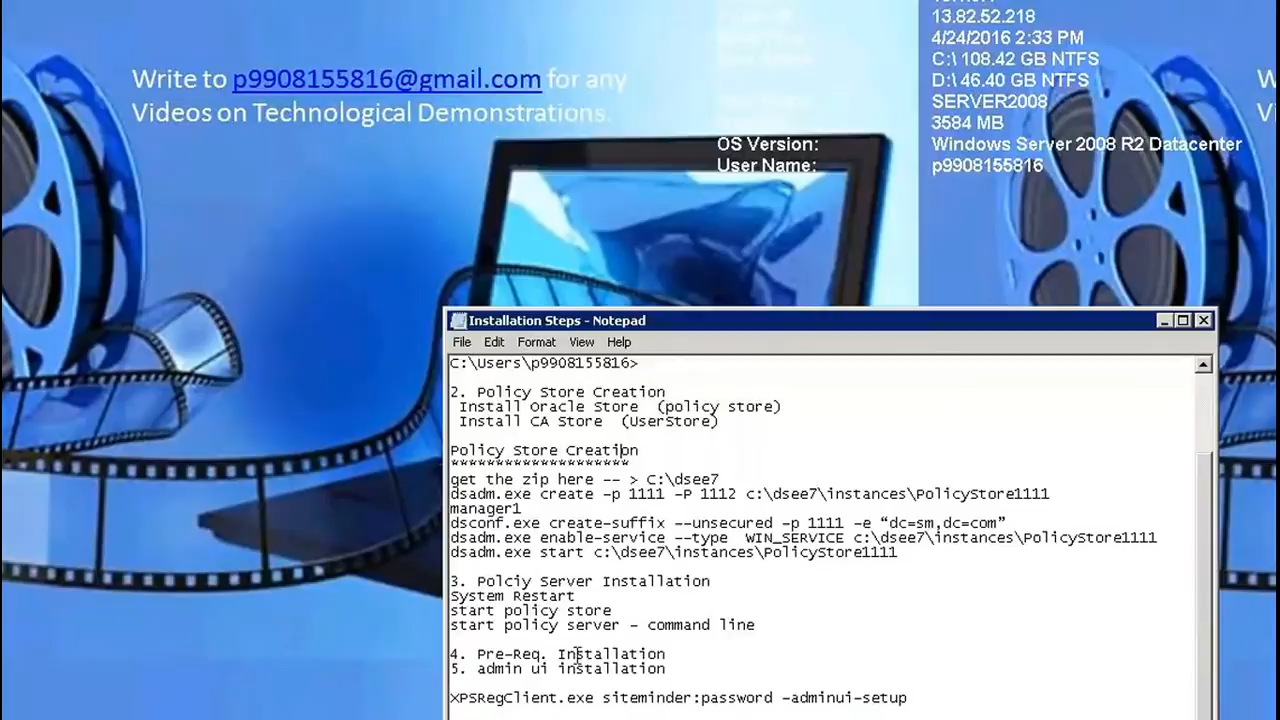 13.82.52.218
4/24/2016 2:33 PM
C:\ 108.42 GB NTFS
D:\ 46.40 GB NTFS
SERVER2008
3584 MB
OS Version: Windows Server 2008 R2 Datacenter
User Name: p9908155816
Write to p9908155816@gmail.com for any
Videos on Technological Demonstrations.
Installation Steps - Notepad
File Edit Format View Help
C:\Users\p9908155816>
2. Policy Store Creation
Install Oracle Store (policy store)
Install CA Store (UserStore)
Policy Store Creation
********************
get the zip here -- > C:\dsee7
dsadm.exe create -p 1111 -P 1112 c:\dsee7\instances\PolicyStore1111
manager1
dsconf.exe create-suffix --unsecured -p 1111 -e “dc=sm,dc=com”
dsadm.exe enable-service --type WIN_SERVICE c:\dsee7\instances\PolicyStore1111
dsadm.exe start c:\dsee7\instances\PolicyStore1111
3. Polciy Server Installation
System Restart
start policy store
start policy server - command line
4. Pre-Req. Installation
5. admin ui installation
XPSRegClient.exe siteminder:password -adminui-setup